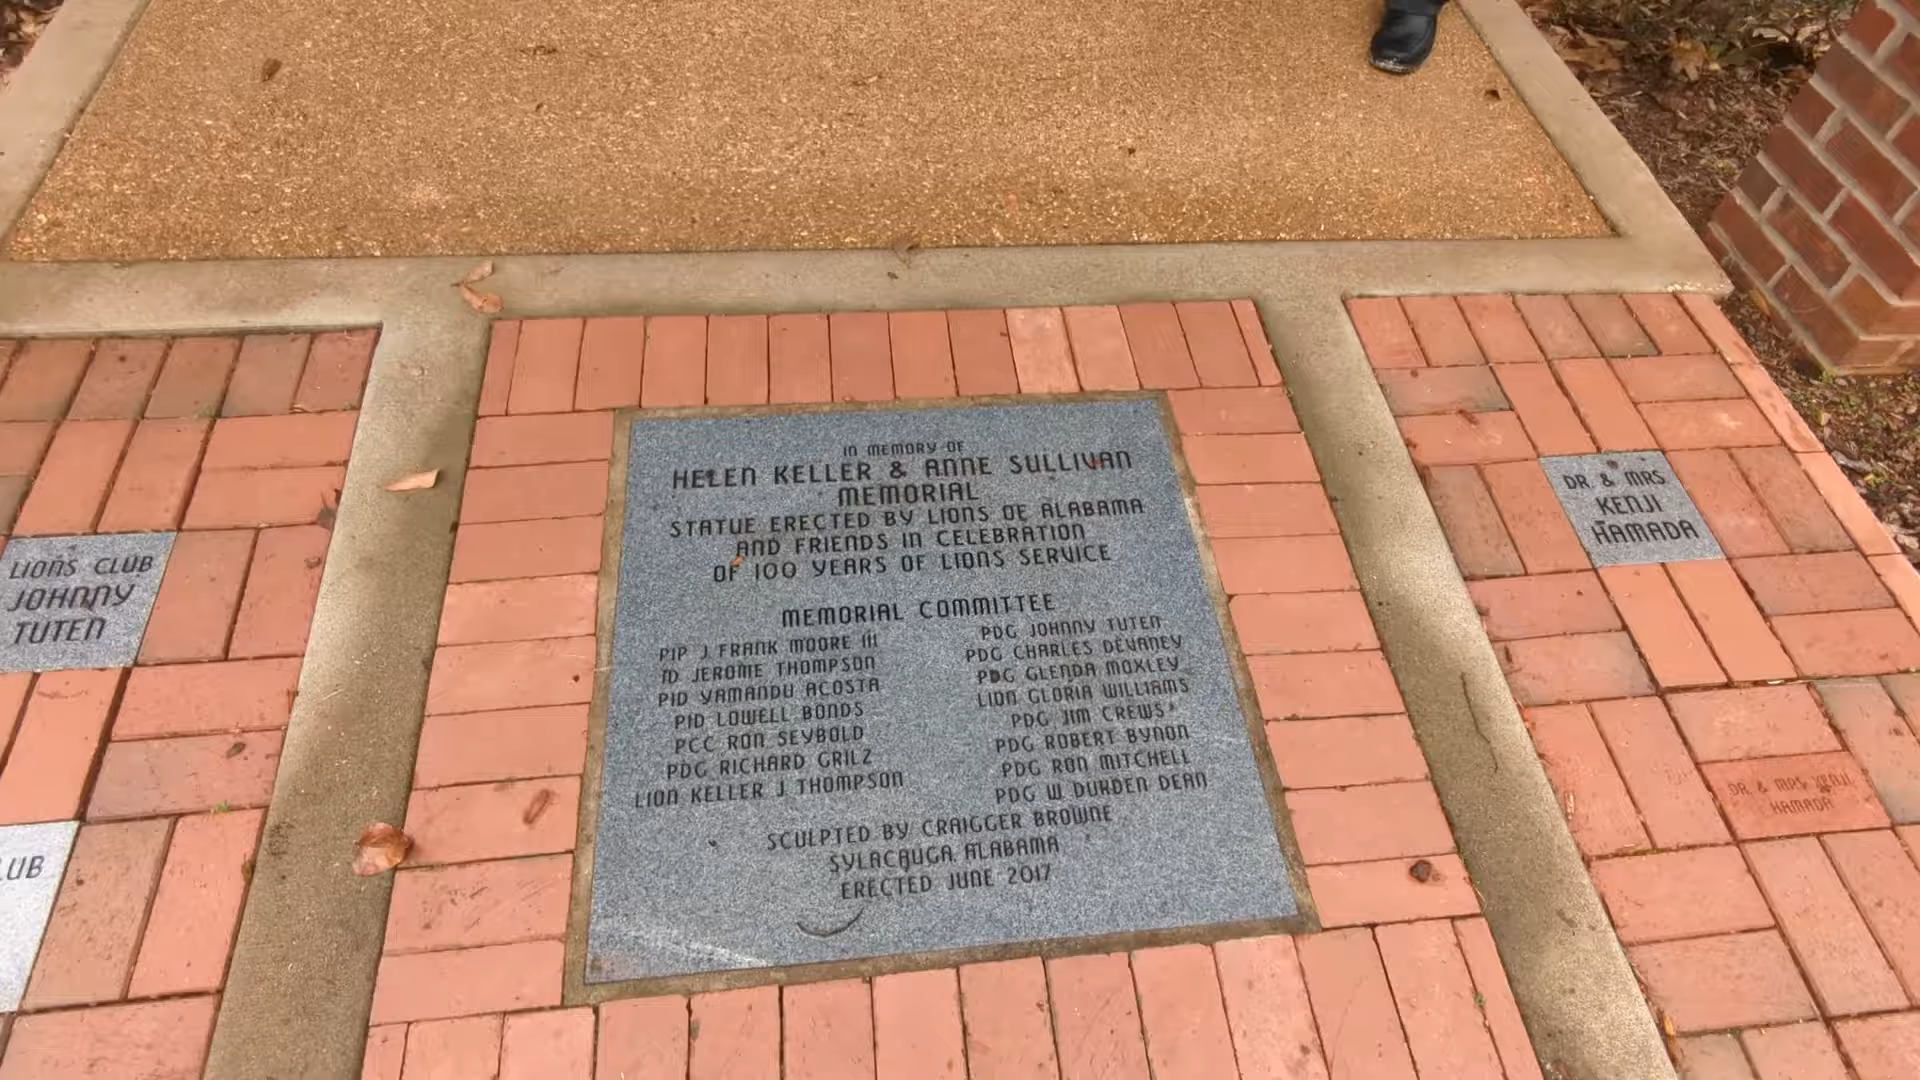 IN MEMORY OF
HELEN KELLER & ANNE SULLIVAN
MEMORIAL
STATUE ERECTED BY LIONS OF ALABAMA
AND FRIENDS IN CELEBRATION
OF 100 YEARS OF LIONS SERVICE
MEMORIAL COMMITTEE
PIP J FRANK MOORE III
ID JEROME THOMPSON
PID YAMANDU ACOSTA
PID LOWELL BONDS
PCC RON SEYBOLD
PDG RICHARD GRILZ
LION KELLER J THOMPSON
PDG JOHNNY TUTEN
PDG CHARLES DEVANEY
PDG GLENDA MOXLEY
LION GLORIA WILLIAMS
PDG JIM CREWS
PDG ROBERT BYNON
PDG RON MITCHELL
PDG W DURDEN DEAN
SCULPTED BY CRAIGGER BROWNE
SYLACAUGA, ALABAMA
ERECTED JUNE 2017
LIONS CLUB
JOHNNY
TUTEN
LUB
DR. & MRS.
KENJI
HAMADA
DR. & MRS KENJI
HAMADA